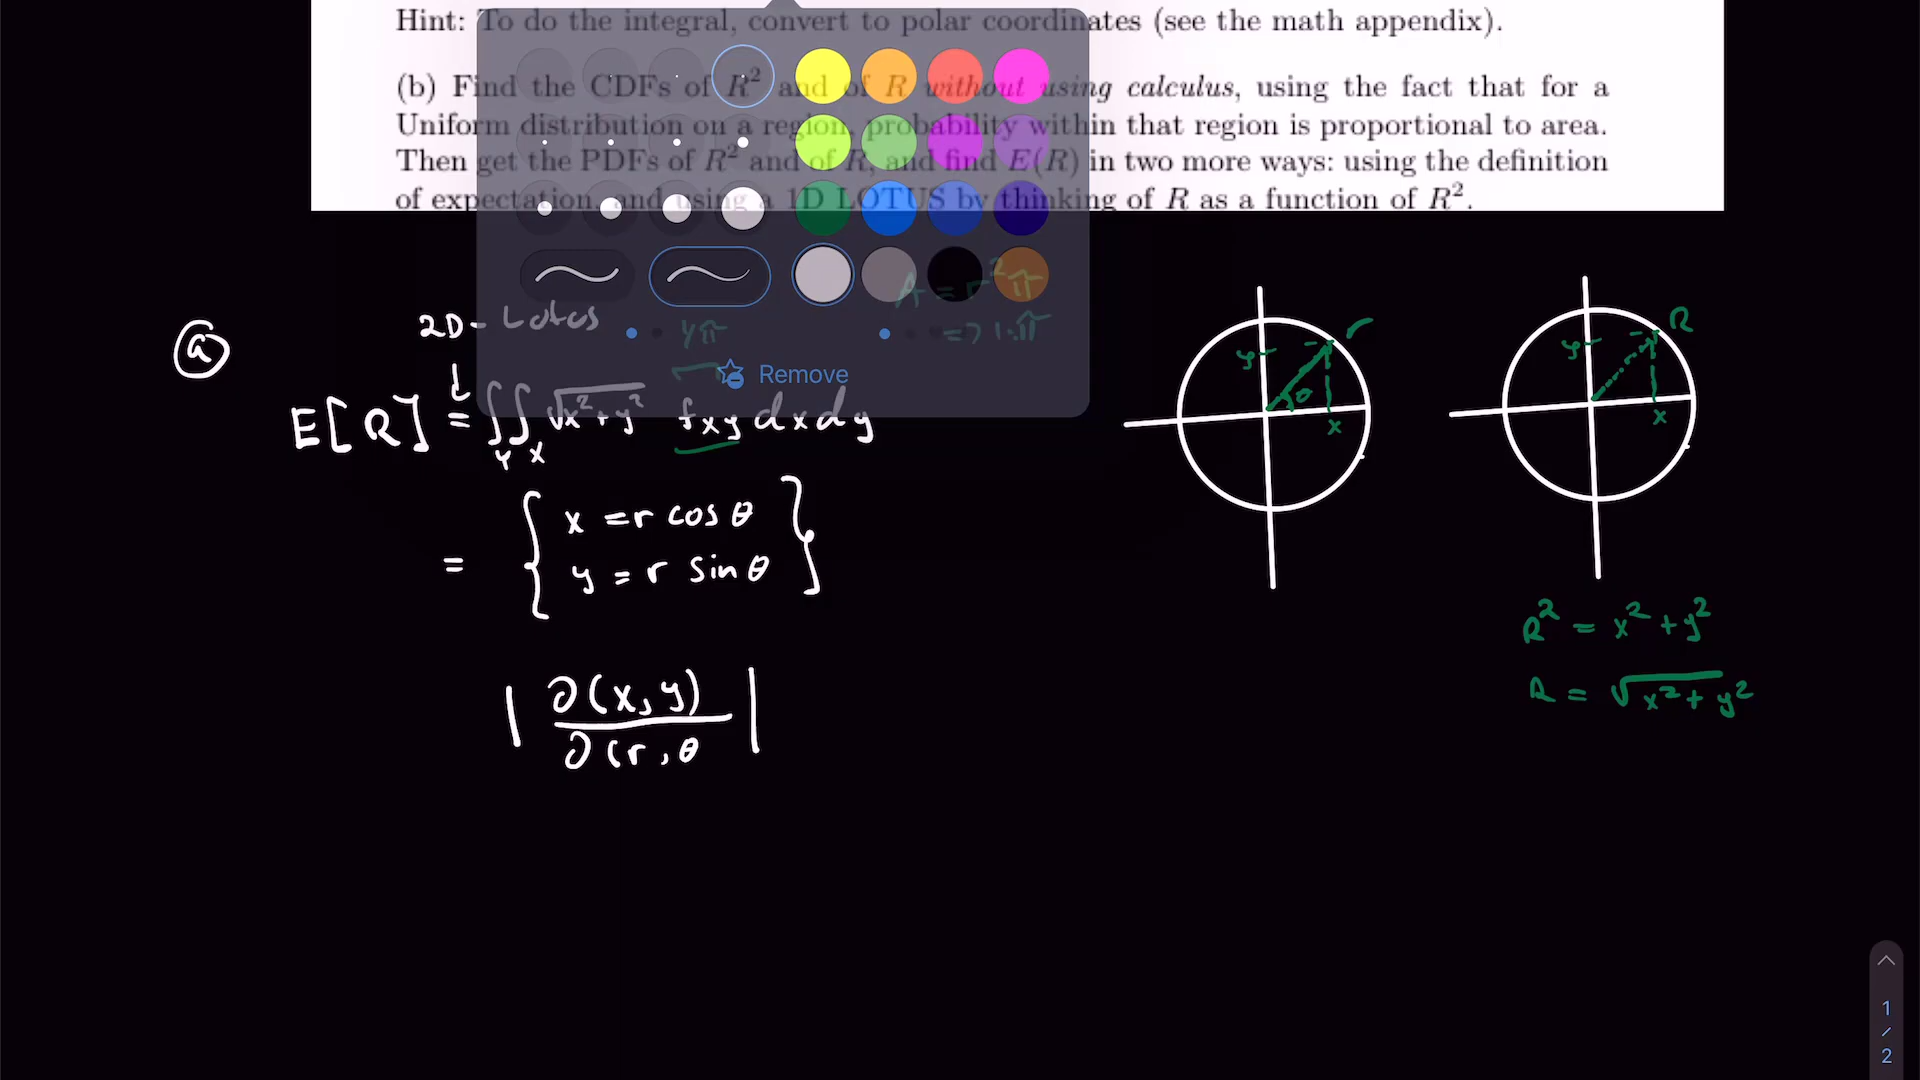 Hint: To do the integral, convert to polar coordinates (see the math appendix).
(b) Find the CDFs of R² and of R without using calculus, using the fact that for a
Uniform distribution on a region, probability within that region is proportional to area.
Then get the PDFs of R² and of R, and find E(R) in two more ways: using the definition
of expectation, and using a 1D LOTUS by thinking of R as a function of R².
A = r²π
=> 1·π
2D - Lotus
a
Remove
E[R] = ∬ √x²+y² fxy dxdy
Y X
= { x = r cos θ
y = r sin θ }
| ∂(x,y)
∂(r,θ |
y r
θ
x
y R
x
R² = x² + y²
R = √x²+y²
1
/
2